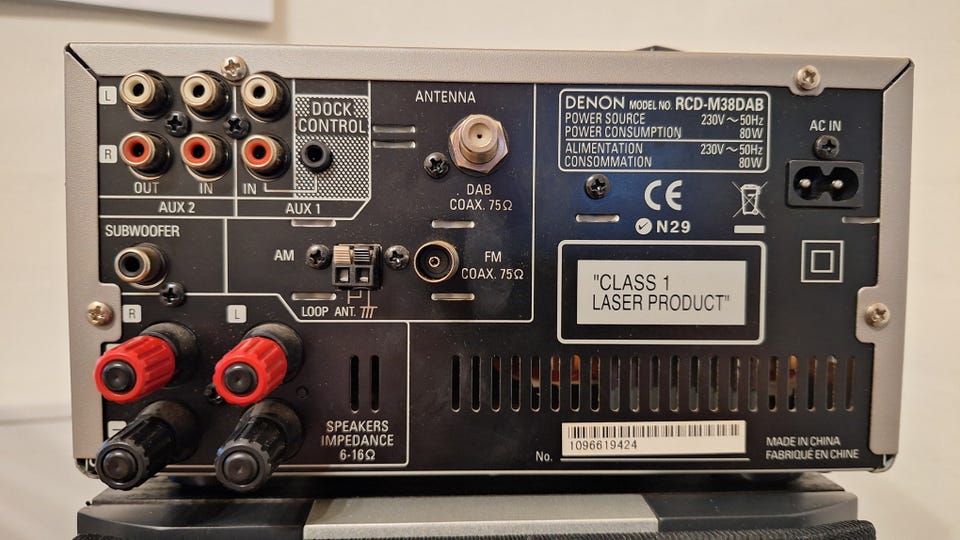 L
R
OUT
IN
IN
AUX 2
AUX 1
DOCK
CONTROL
ANTENNA
DAB
COAX. 75Ω
DENON MODEL NO. RCD-M38DAB
POWER SOURCE 230V～50Hz
POWER CONSUMPTION 80W
ALIMENTATION 230V～50Hz
CONSOMMATION 80W
AC IN
CE
N29
SUBWOOFER
AM
LOOP ANT.
FM
COAX. 75Ω
"CLASS 1
LASER PRODUCT"
R
L
SPEAKERS
IMPEDANCE
6-16Ω
No.
1096619424
MADE IN CHINA
FABRIQUÉ EN CHINE